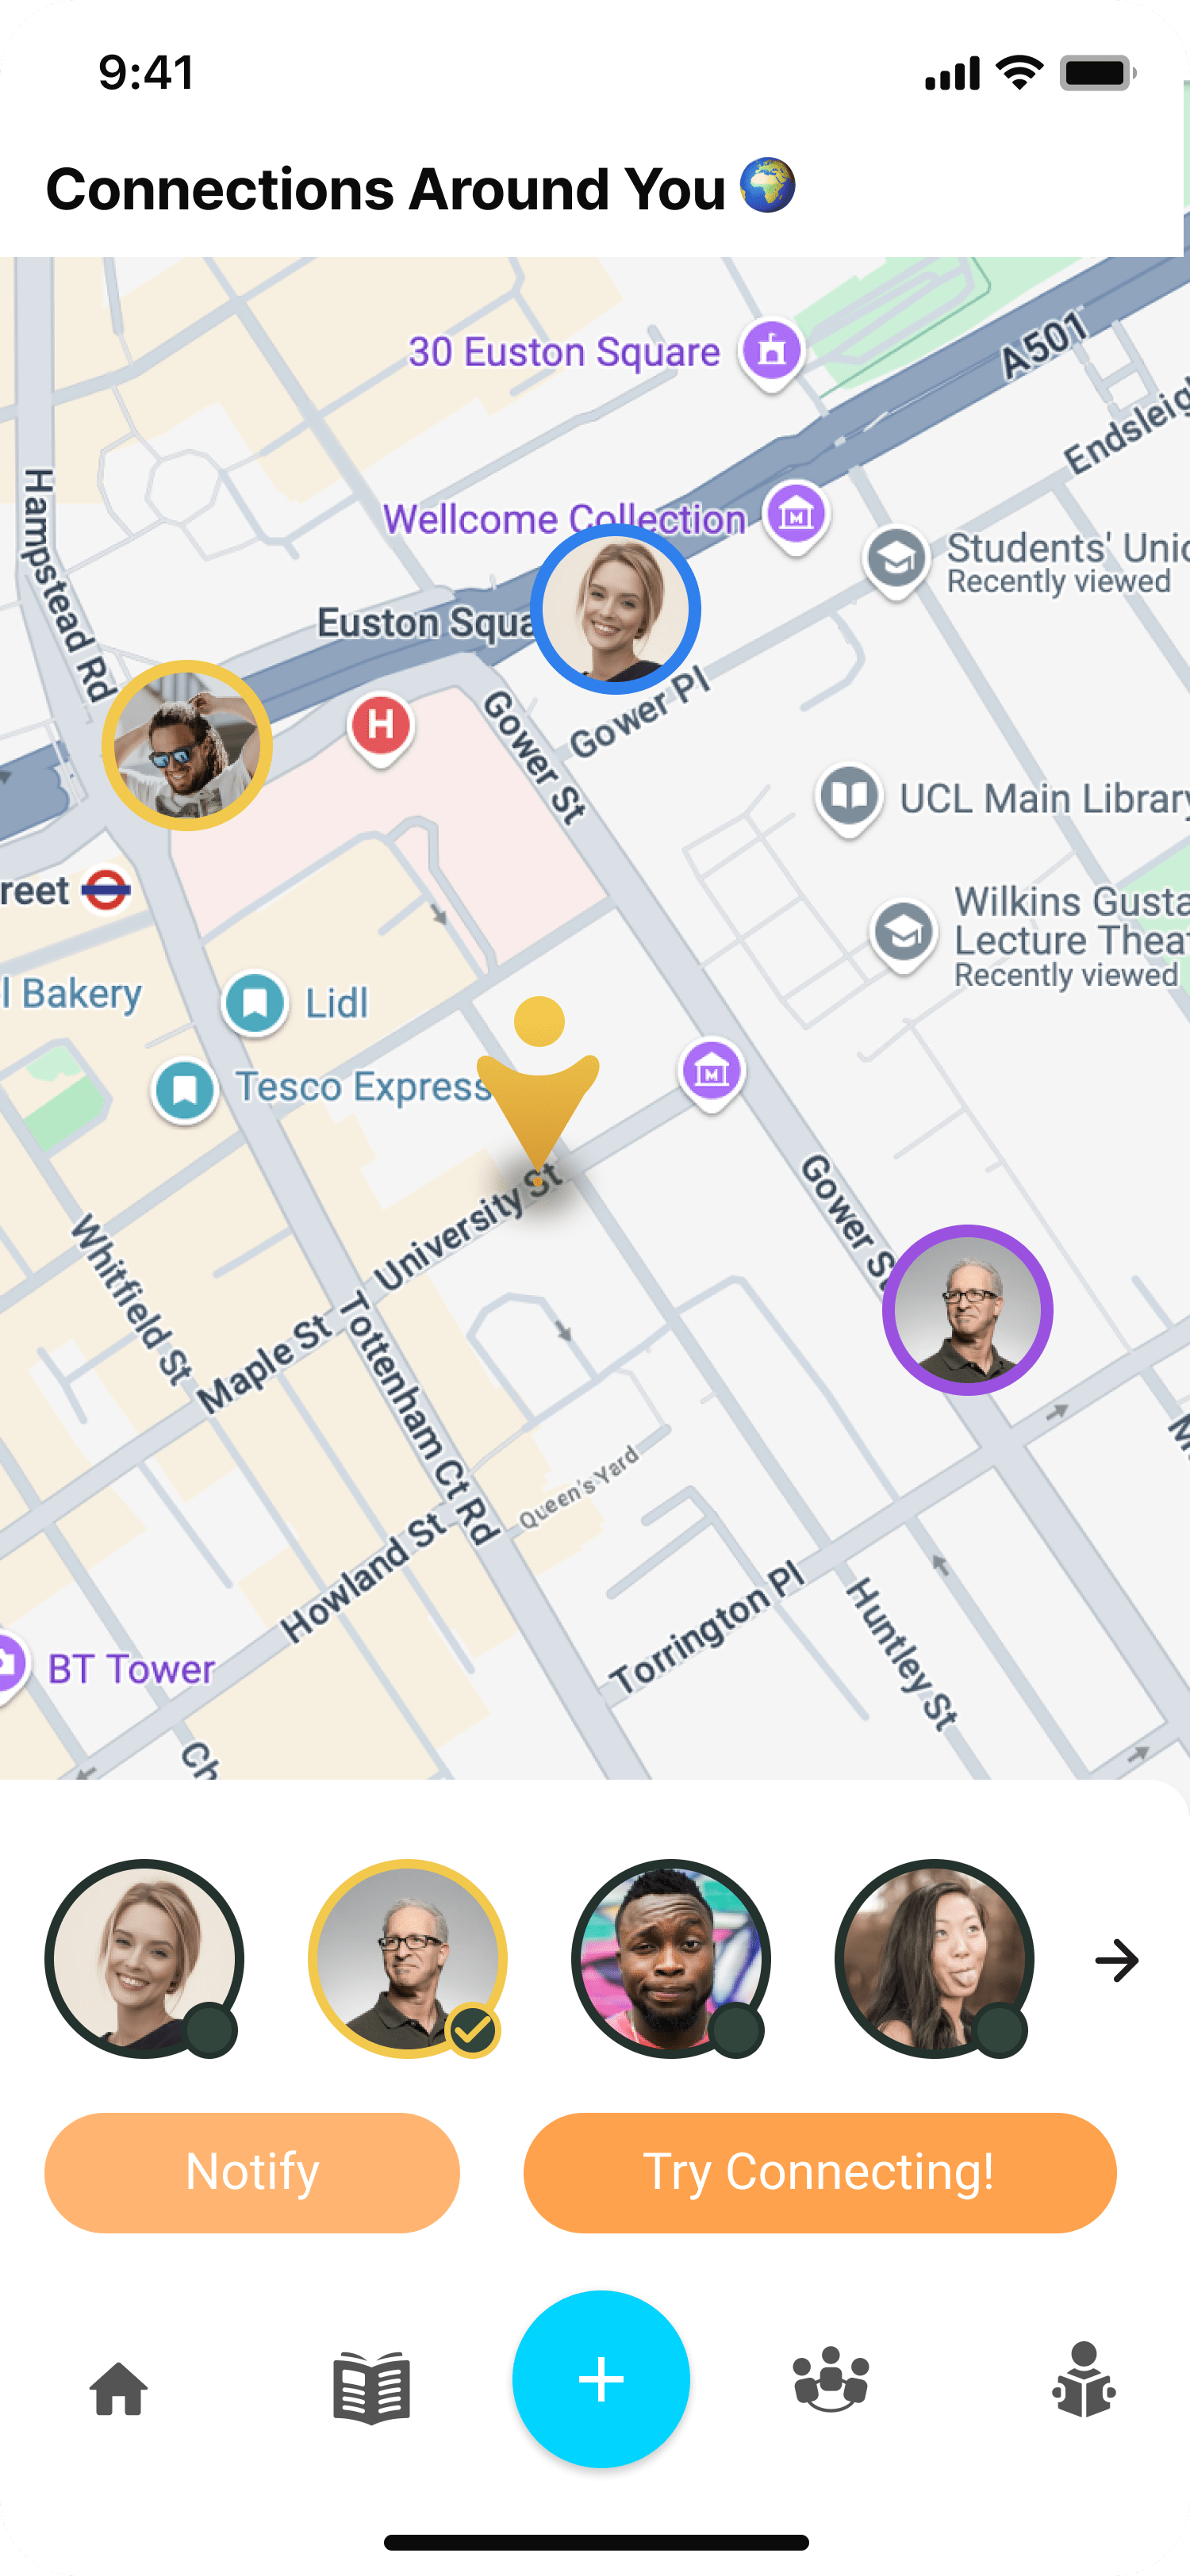 9:41
Connections Around You
30 Euston Square
A501
Endsleig
Hampstead Rd
Wellcome Collection
Students' Unio
Recently viewed
Euston Squa
Gower Pl
H
Gower St
UCL Main Library
reet
Wilkins Gusta
Lecture Theat
Recently viewed
l Bakery
Lidl
Tesco Express
M
M
University St
Gower St
Whitfield St
Maple St
Tottenham Ct Rd
Queen's Yard
Howland St
Torrington Pl
Huntley St
BT Tower
Ch
Notify
Try Connecting!